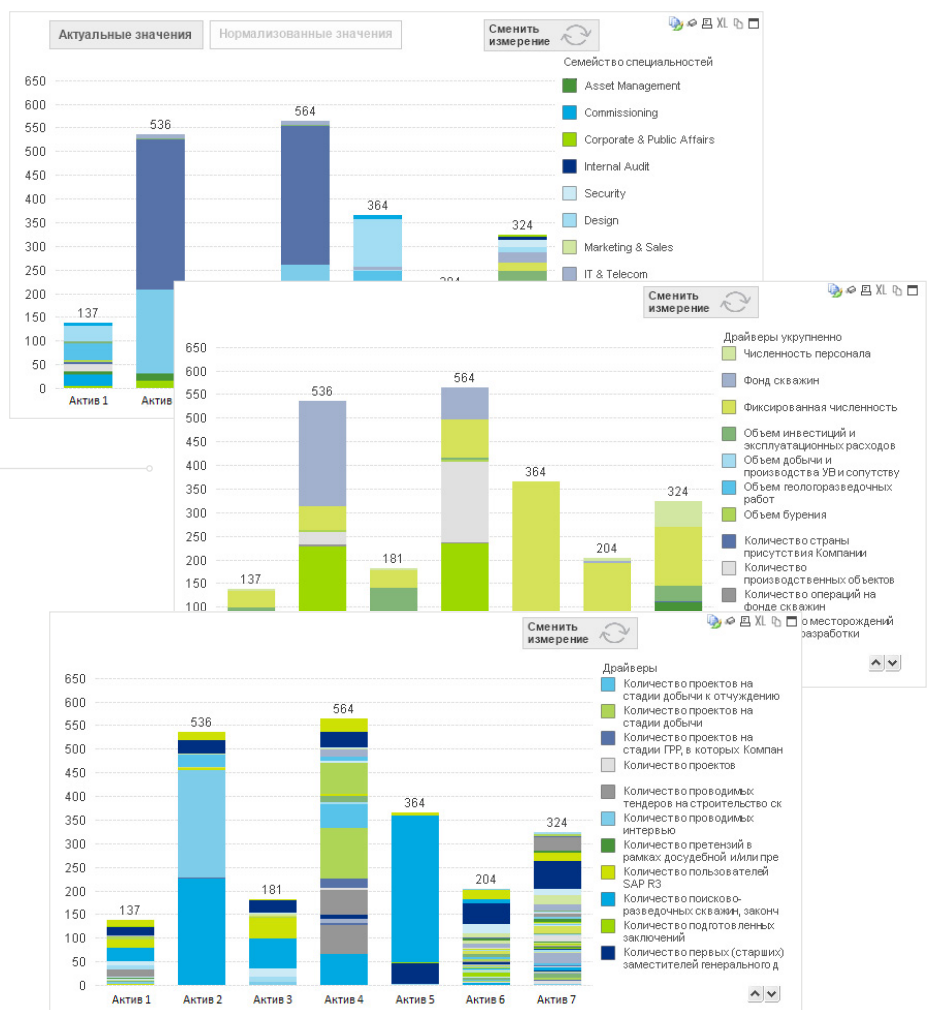 Актуальные значения
Нормализованные значения
Сменить
измерение
XL
Семейство специальностей
Asset Management
Commissioning
Corporate & Public Affairs
Internal Audit
Security
Design
Marketing & Sales
IT & Telecom
650
600
550
500
450
400
350
300
250
200
150
100
50
0
137
536
564
364
324
Актив 1
Актив
Сменить
измерение
XL
Драйверы укрупненно
Численность персонала
Фонд скважин
Фиксированная численность
Объем инвестиций и
эксплуатационных расходов
Объем добычи и
производства УВ и сопутству
Объем геологоразведочных
работ
Объем бурения
Количество страны
присутствия Компании
Количество
производственных объектов
Количество операций на
фонде скважин
о месторождений
разработки
650
600
550
500
450
400
350
300
250
200
150
100
137
536
181
564
364
204
324
Сменить
измерение
XL
Драйверы
Количество проектов на
стадии добычи к отчуждению
Количество проектов на
стадии добычи
Количество проектов на
стадии ГРР, в которых Компан
Количество проектов
Количество проводимых
тендеров на строительство ск
Количество проводимых
интервью
Количество претензий в
рамках досудебной и/или пре
Количество пользователей
SAP R3
Количество поисково-
разведочных скважин, законч
Количество подготовленных
заключений
Количество первых (старших)
заместителей генерального д
650
600
550
500
450
400
350
300
250
200
150
100
50
0
137
536
181
564
364
204
324
Актив 1
Актив 2
Актив 3
Актив 4
Актив 5
Актив 6
Актив 7